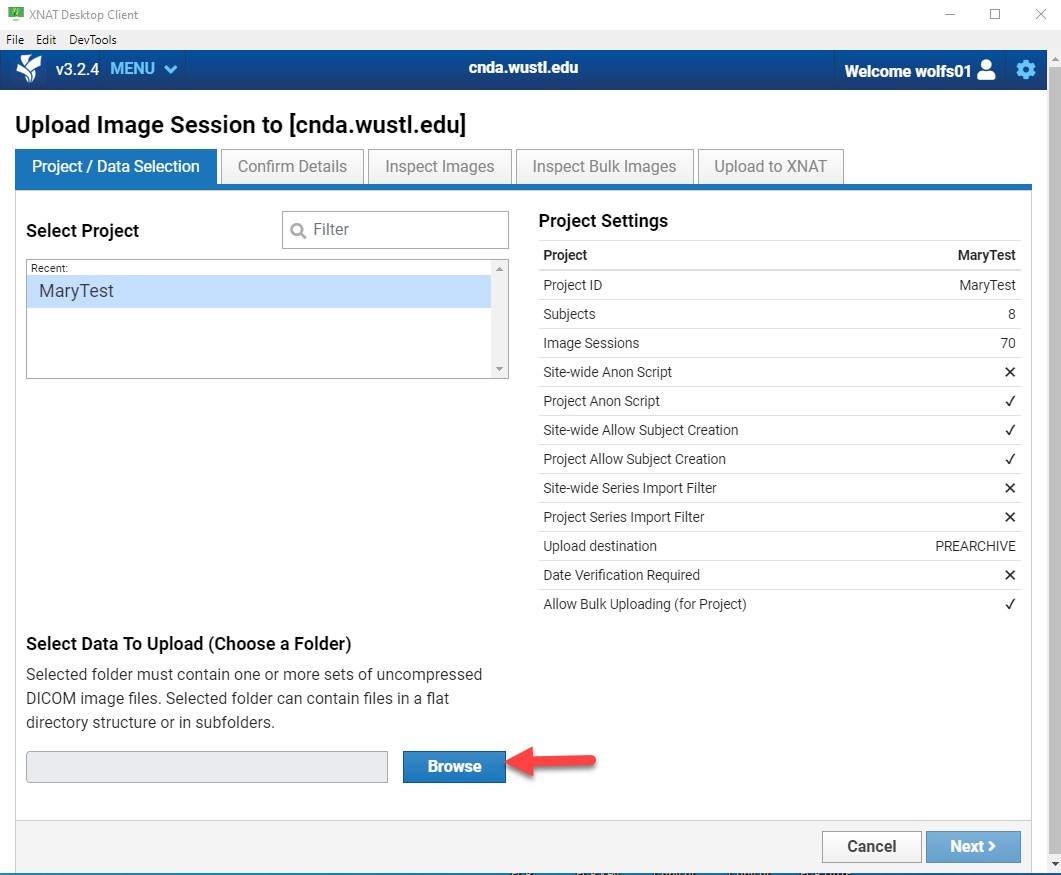 XNAT Desktop Client
File Edit DevTools
v3.2.4 MENU cnda.wustl.edu Welcome wolfs01
Upload Image Session to [cnda.wustl.edu]
Project / Data Selection Confirm Details Inspect Images Inspect Bulk Images Upload to XNAT
Select Project Filter
Recent:
MaryTest
Project Settings
Project MaryTest
Project ID MaryTest
Subjects 8
Image Sessions 70
Site-wide Anon Script ✕
Project Anon Script ✓
Site-wide Allow Subject Creation ✓
Project Allow Subject Creation ✓
Site-wide Series Import Filter ✕
Project Series Import Filter ✕
Upload destination PREARCHIVE
Date Verification Required ✕
Allow Bulk Uploading (for Project) ✓
Select Data To Upload (Choose a Folder)
Selected folder must contain one or more sets of uncompressed
DICOM image files. Selected folder can contain files in a flat
directory structure or in subfolders.
Browse
Cancel Next